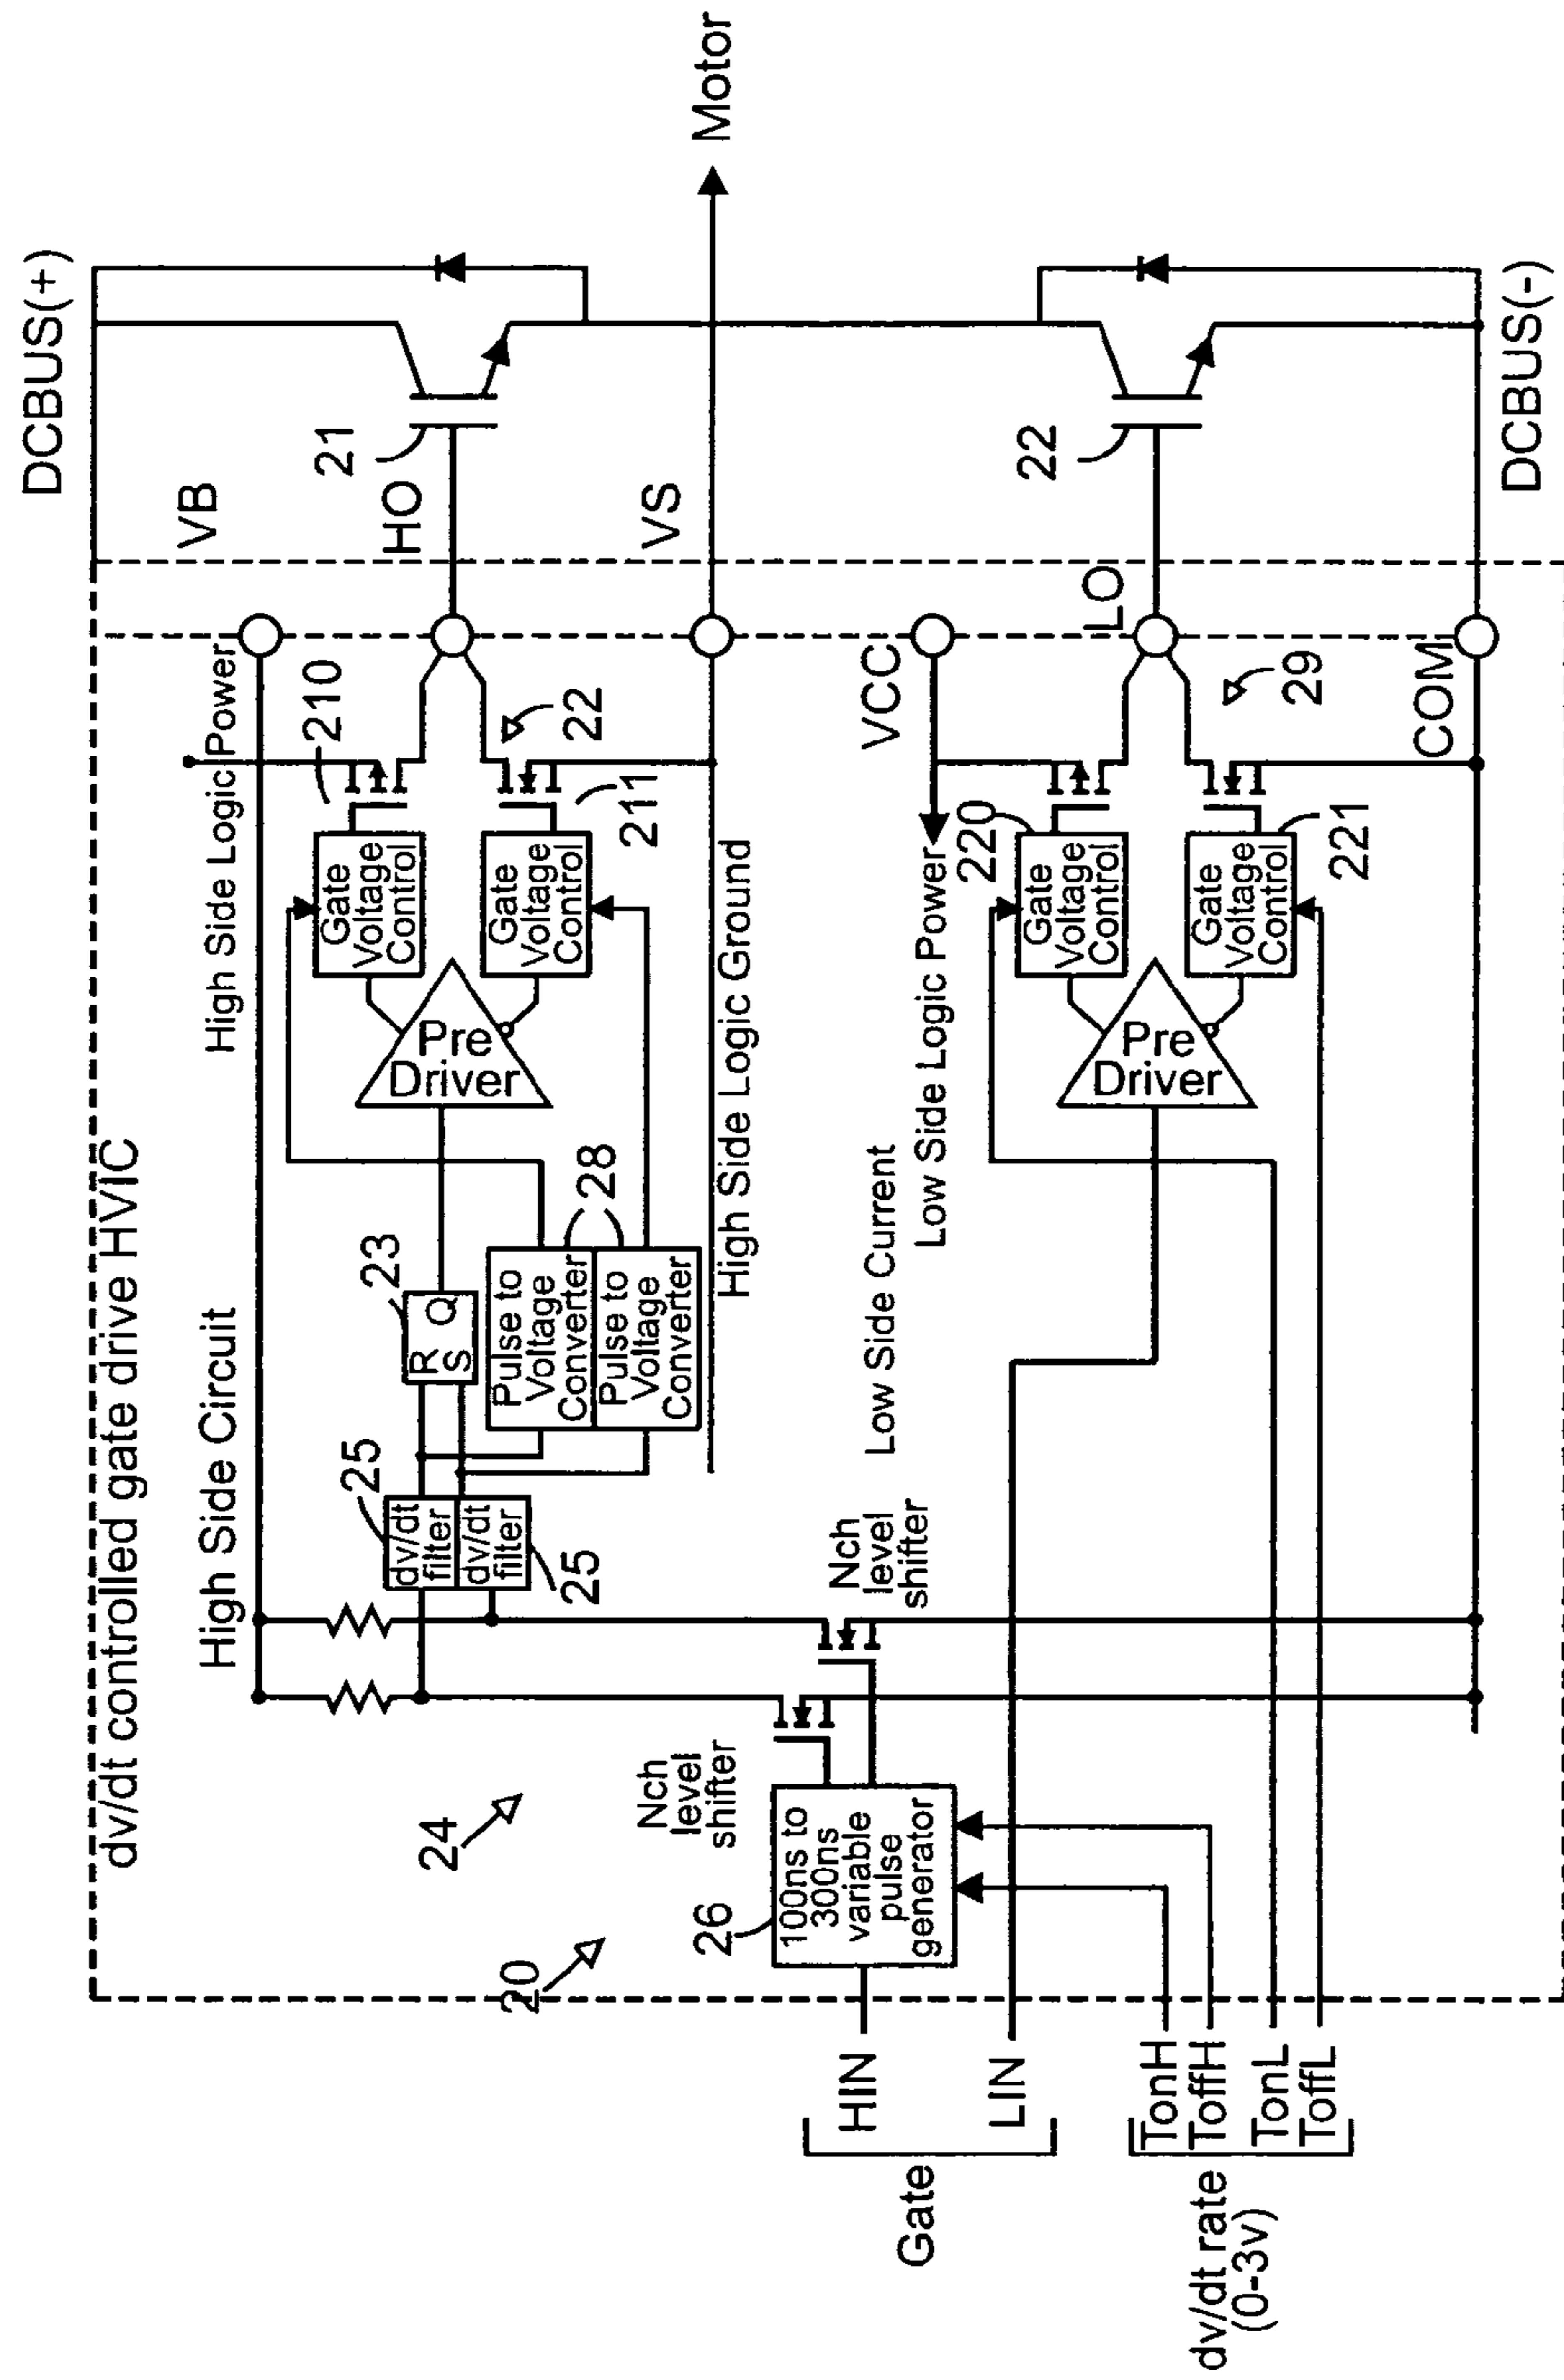 dv/dt controlled gate drive HVIC
High Side Circuit
DCBUS(+)
VB
High Side Logic Power
210
HO
21
25
dv/dt
filter
dv/dt
filter
25
23
R
S
Q
Pre
Driver
Gate
Voltage
Control
Gate
Voltage
Control
22
211
Pulse to
Voltage
Converter
Pulse to
Voltage
Converter
28
VS
High Side Logic Ground
Motor
24
20
Nch
level
shifter
Nch
level
shifter
26
100ns to
300ns
variable
pulse
generator
Gate
HIN
LIN
dv/dt rate
(0-3v)
TonH
ToffH
TonL
ToffL
Low Side Current
Low Side Logic Power
VCC
220
Pre
Driver
Gate
Voltage
Control
Gate
Voltage
Control
221
LO
29
22
COM
DCBUS(-)